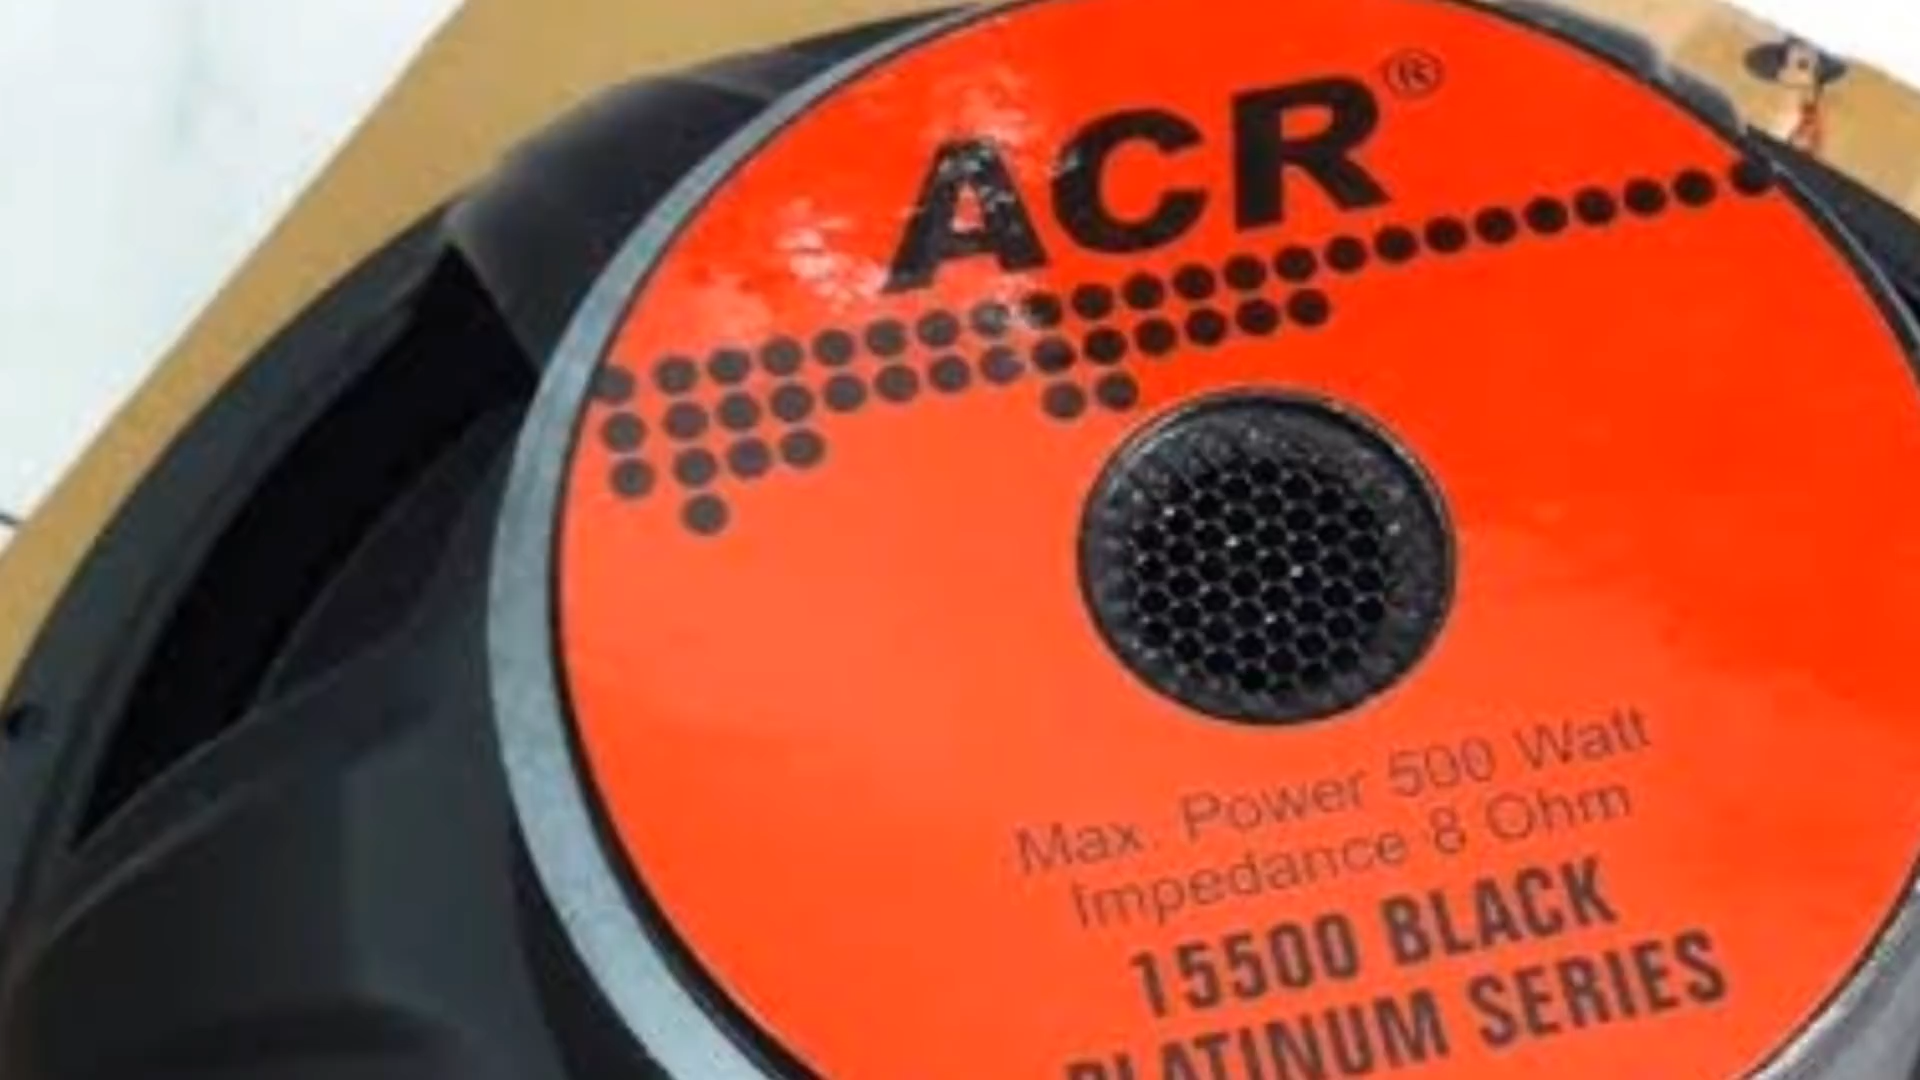 ACR®
Max. Power 500 Watt
Impedance 8 Ohm
15500 BLACK
PLATINUM SERIES